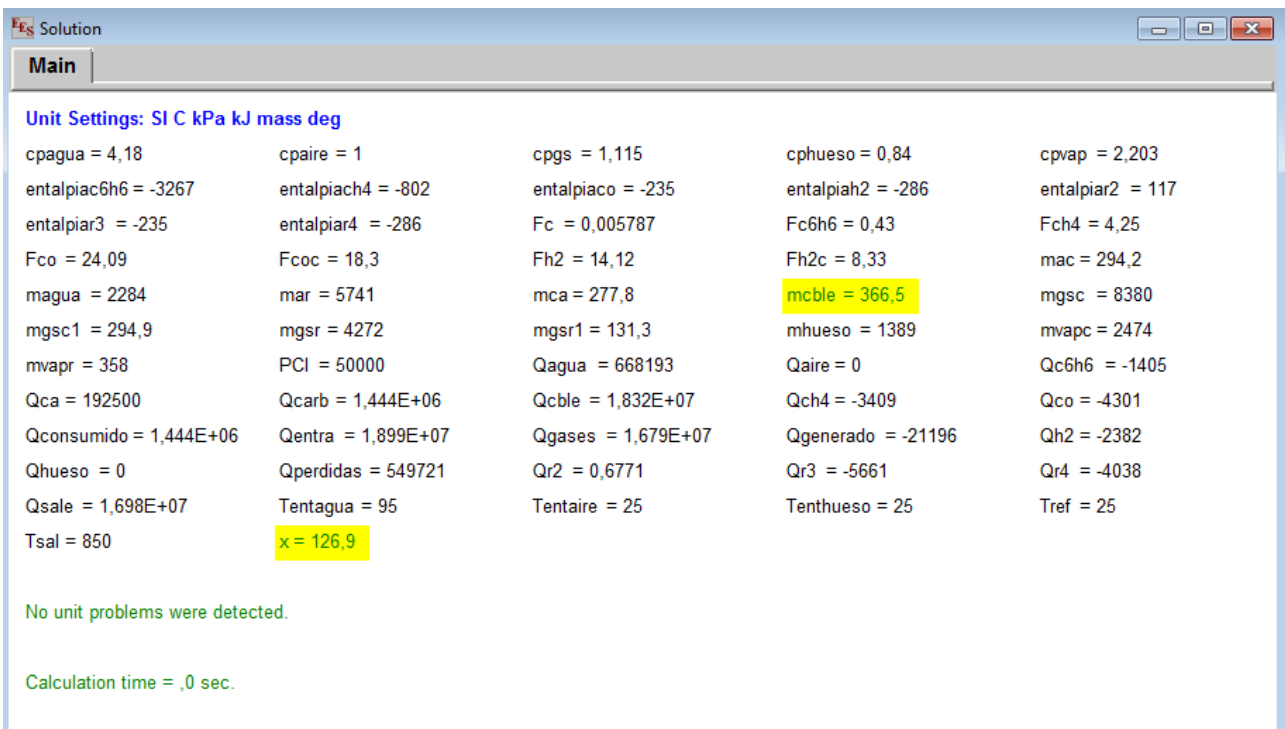 EES Solution
Main
Unit Settings: SI C kPa kJ mass deg
cpagua = 4,18 cpaire = 1 cpgs = 1,115 cphueso = 0,84 cpvap = 2,203
entalpiac6h6 = -3267 entalpiach4 = -802 entalpiaco = -235 entalpiah2 = -286 entalpiar2 = 117
entalpiar3 = -235 entalpiar4 = -286 Fc = 0,005787 Fc6h6 = 0,43 Fch4 = 4,25
Fco = 24,09 Fcoc = 18,3 Fh2 = 14,12 Fh2c = 8,33 mac = 294,2
magua = 2284 mar = 5741 mca = 277,8 mcble = 366,5 mgsc = 8380
mgsc1 = 294,9 mgsr = 4272 mgsr1 = 131,3 mhueso = 1389 mvapc = 2474
mvapr = 358 PCI = 50000 Qagua = 668193 Qaire = 0 Qc6h6 = -1405
Qca = 192500 Qcarb = 1,444E+06 Qcble = 1,832E+07 Qch4 = -3409 Qco = -4301
Qconsumido = 1,444E+06 Qentra = 1,899E+07 Qgases = 1,679E+07 Qgenerado = -21196 Qh2 = -2382
Qhueso = 0 Qperdidas = 549721 Qr2 = 0,6771 Qr3 = -5661 Qr4 = -4038
Qsale = 1,698E+07 Tentagua = 95 Tentaire = 25 Tenthueso = 25 Tref = 25
Tsal = 850 x = 126,9
No unit problems were detected.
Calculation time = ,0 sec.